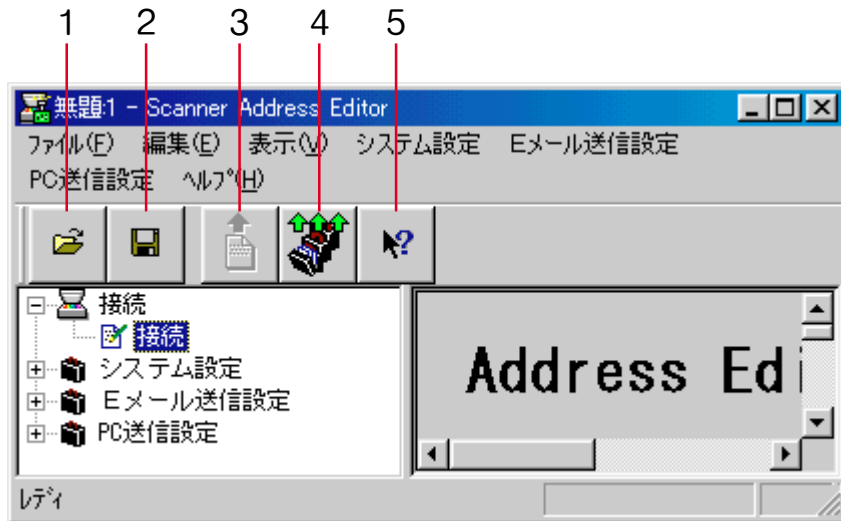 1 2 3 4 5
無題:1 - Scanner Address Editor
ﾌｧｲﾙ(F) 編集(E) 表示(V) システム設定 Eメール送信設定
PC送信設定 ﾍﾙﾌﾟ(H)
接続
接続
システム設定
Ｅメール送信設定
PC送信設定
Address Edi
ﾚﾃﾞｨ